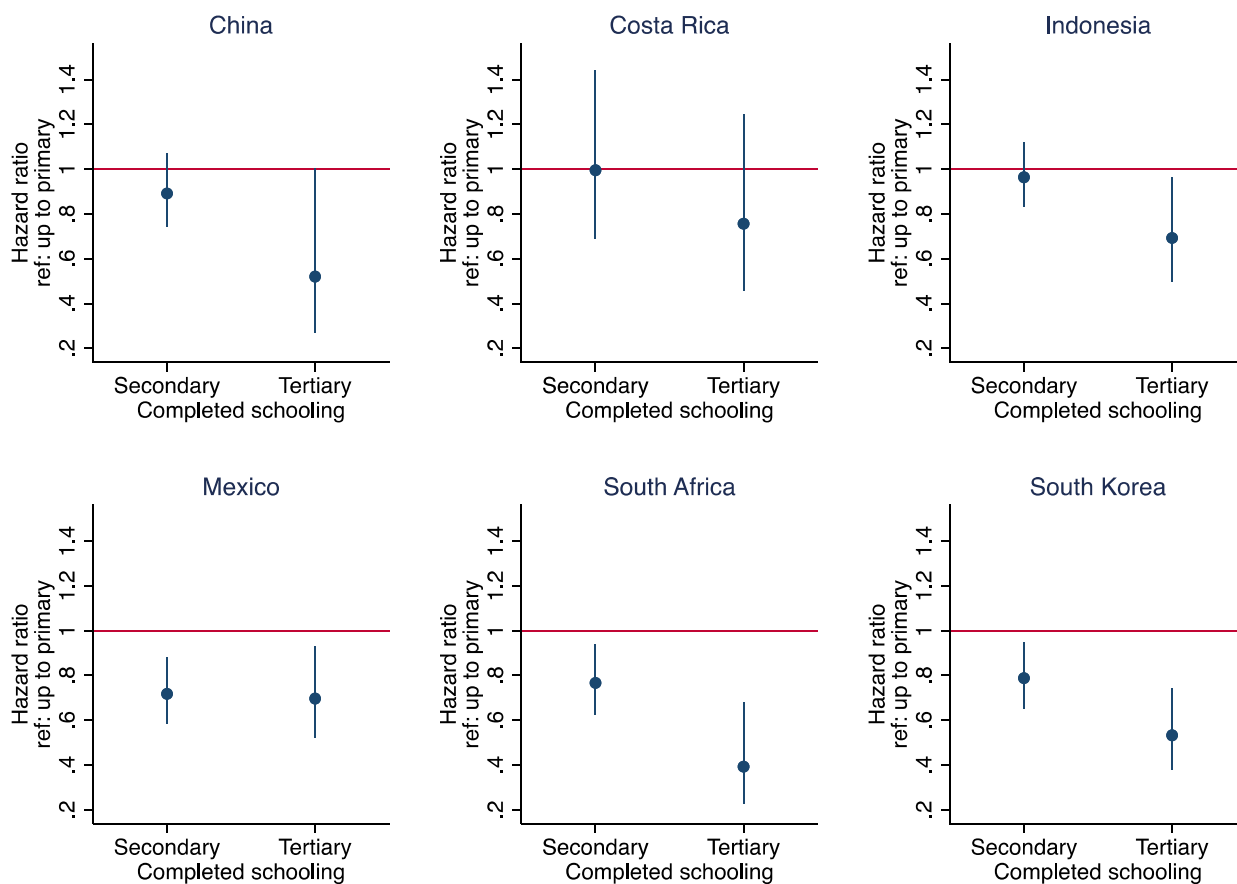 China
Hazard ratio
ref: up to primary
.2 .4 .6 .8 1 1.2 1.4
Secondary Tertiary
Completed schooling
Costa Rica
Hazard ratio
ref: up to primary
.2 .4 .6 .8 1 1.2 1.4
Secondary Tertiary
Completed schooling
Indonesia
Hazard ratio
ref: up to primary
.2 .4 .6 .8 1 1.2 1.4
Secondary Tertiary
Completed schooling
Mexico
Hazard ratio
ref: up to primary
.2 .4 .6 .8 1 1.2 1.4
Secondary Tertiary
Completed schooling
South Africa
Hazard ratio
ref: up to primary
.2 .4 .6 .8 1 1.2 1.4
Secondary Tertiary
Completed schooling
South Korea
Hazard ratio
ref: up to primary
.2 .4 .6 .8 1 1.2 1.4
Secondary Tertiary
Completed schooling